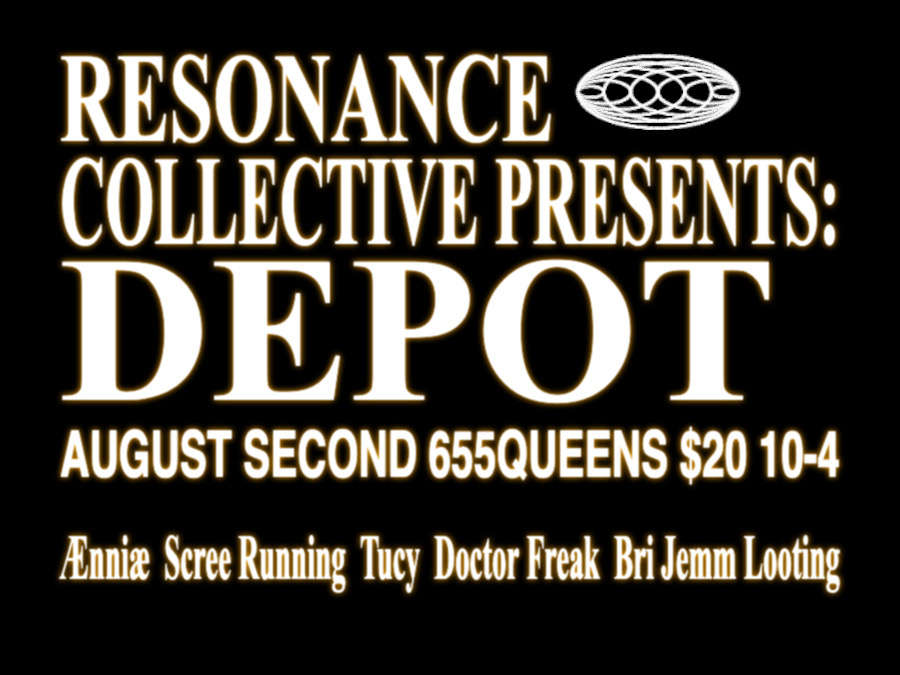 RESONANCE
COLLECTIVE PRESENTS:
DEPOT
AUGUST SECOND 655QUEENS $20 10-4
Ænniæ Scree Running Tucy Doctor Freak Bri Jemm Looting